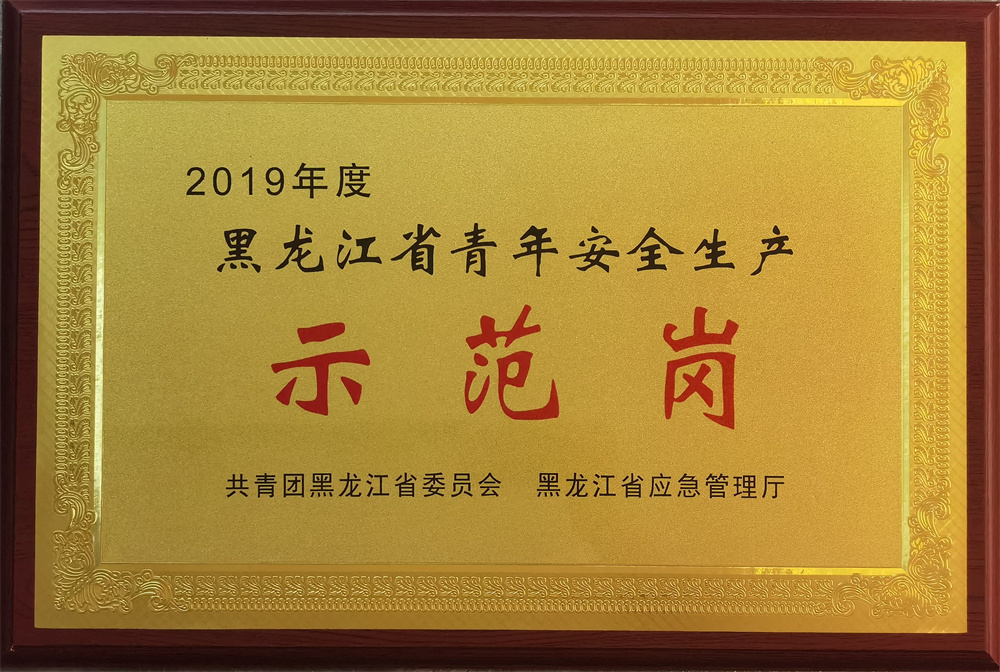 2019年度
黑龙江省青年安全生产
示范岗
共青团黑龙江省委员会 黑龙江省应急管理厅